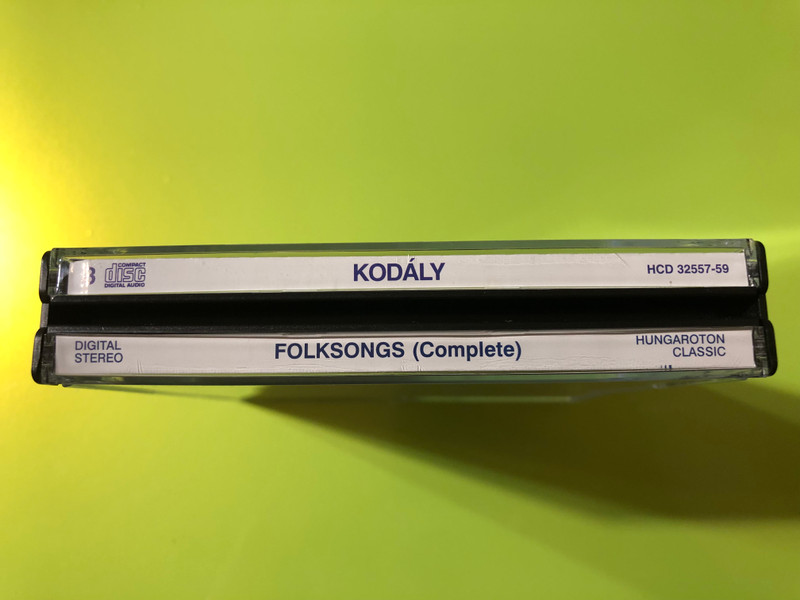 3 COMPACT disc DIGITAL AUDIO KODÁLY HCD 32557-59
DIGITAL STEREO FOLKSONGS (Complete) HUNGAROTON CLASSIC